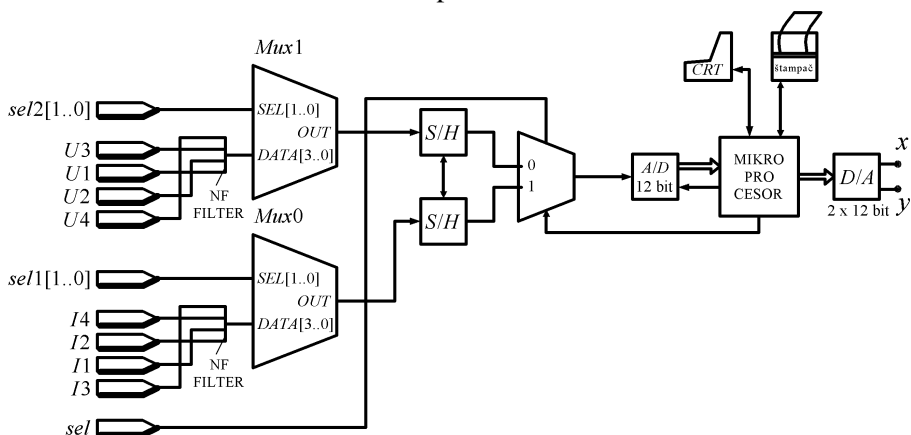 Mux1
sel2[1..0]
SEL[1..0]
OUT
DATA[3..0]
U3
U1
U2
U4
NF
FILTER
Mux0
sel1[1..0]
SEL[1..0]
OUT
DATA[3..0]
I4
I2
I1
I3
NF
FILTER
sel
S/H
S/H
0
1
A/D
12 bit
CRT
štampač
MIKRO
PRO
CESOR
D/A
2 x 12 bit
x
y